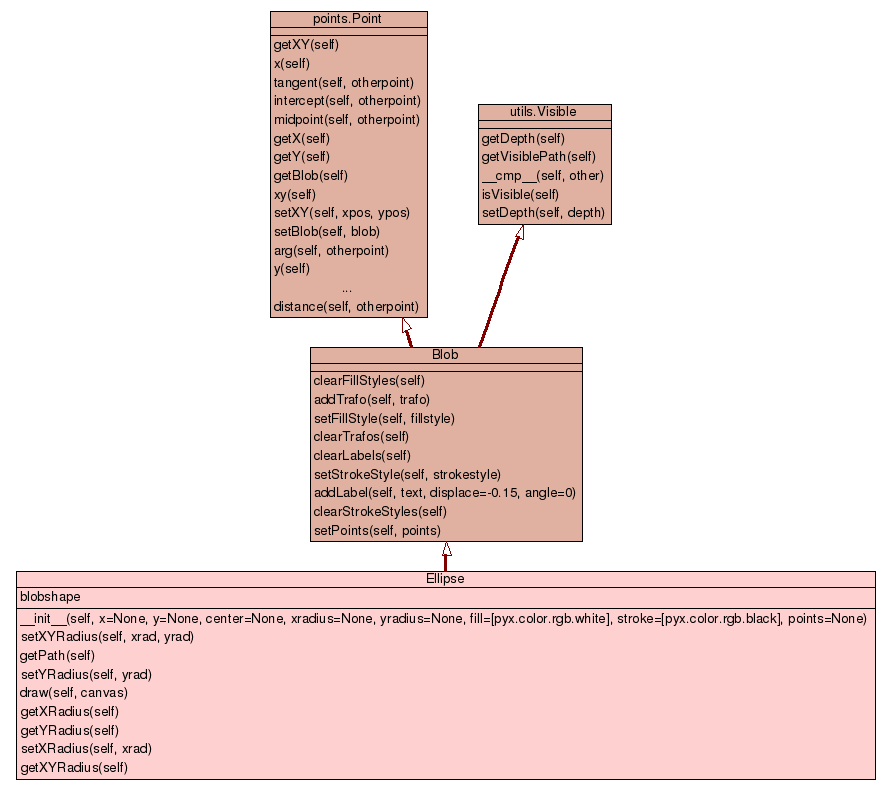 points.Point
getXY(self)
x(self)
tangent(self, otherpoint)
intercept(self, otherpoint)
midpoint(self, otherpoint)
getX(self)
getY(self)
getBlob(self)
xy(self)
setXY(self, xpos, ypos)
setBlob(self, blob)
arg(self, otherpoint)
y(self)
...
distance(self, otherpoint)
utils.Visible
getDepth(self)
getVisiblePath(self)
__cmp__(self, other)
isVisible(self)
setDepth(self, depth)
Blob
clearFillStyles(self)
addTrafo(self, trafo)
setFillStyle(self, fillstyle)
clearTrafos(self)
clearLabels(self)
setStrokeStyle(self, strokestyle)
addLabel(self, text, displace=-0.15, angle=0)
clearStrokeStyles(self)
setPoints(self, points)
Ellipse
blobshape
__init__(self, x=None, y=None, center=None, xradius=None, yradius=None, fill=[pyx.color.rgb.white], stroke=[pyx.color.rgb.black], points=None)
setXYRadius(self, xrad, yrad)
getPath(self)
setYRadius(self, yrad)
draw(self, canvas)
getXRadius(self)
getYRadius(self)
setXRadius(self, xrad)
getXYRadius(self)